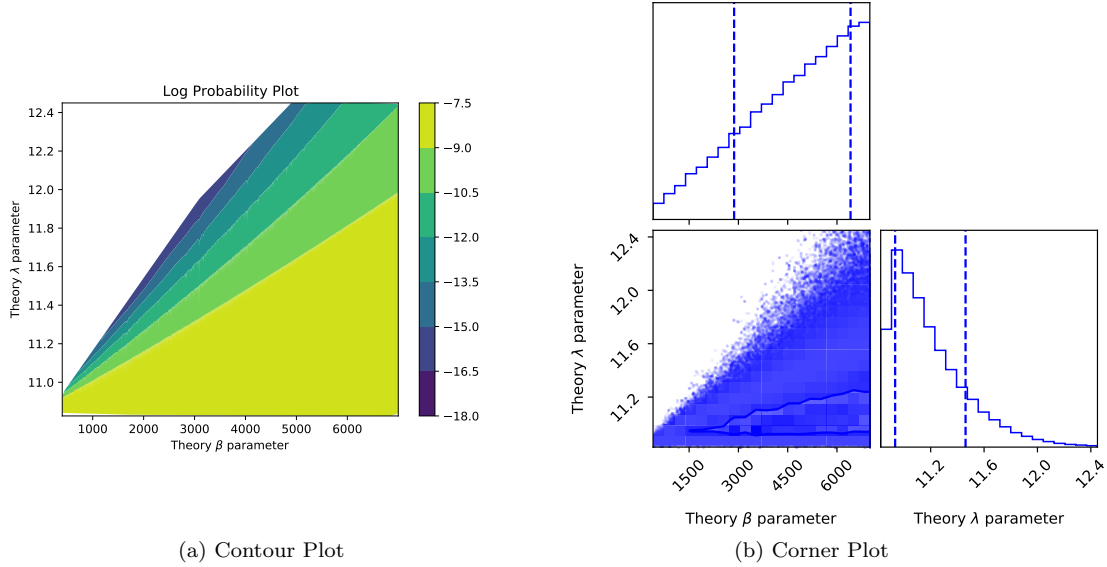 Log Probability Plot
12.4
12.2
12.0
11.8
11.6
11.4
11.2
11.0
Theory λ parameter
1000 2000 3000 4000 5000 6000
Theory β parameter
−7.5
−9.0
−10.5
−12.0
−13.5
−15.0
−16.5
−18.0
(a) Contour Plot
12.4
12.0
11.6
11.2
Theory λ parameter
1500 3000 4500 6000
Theory β parameter
11.2 11.6 12.0 12.4
Theory λ parameter
(b) Corner Plot